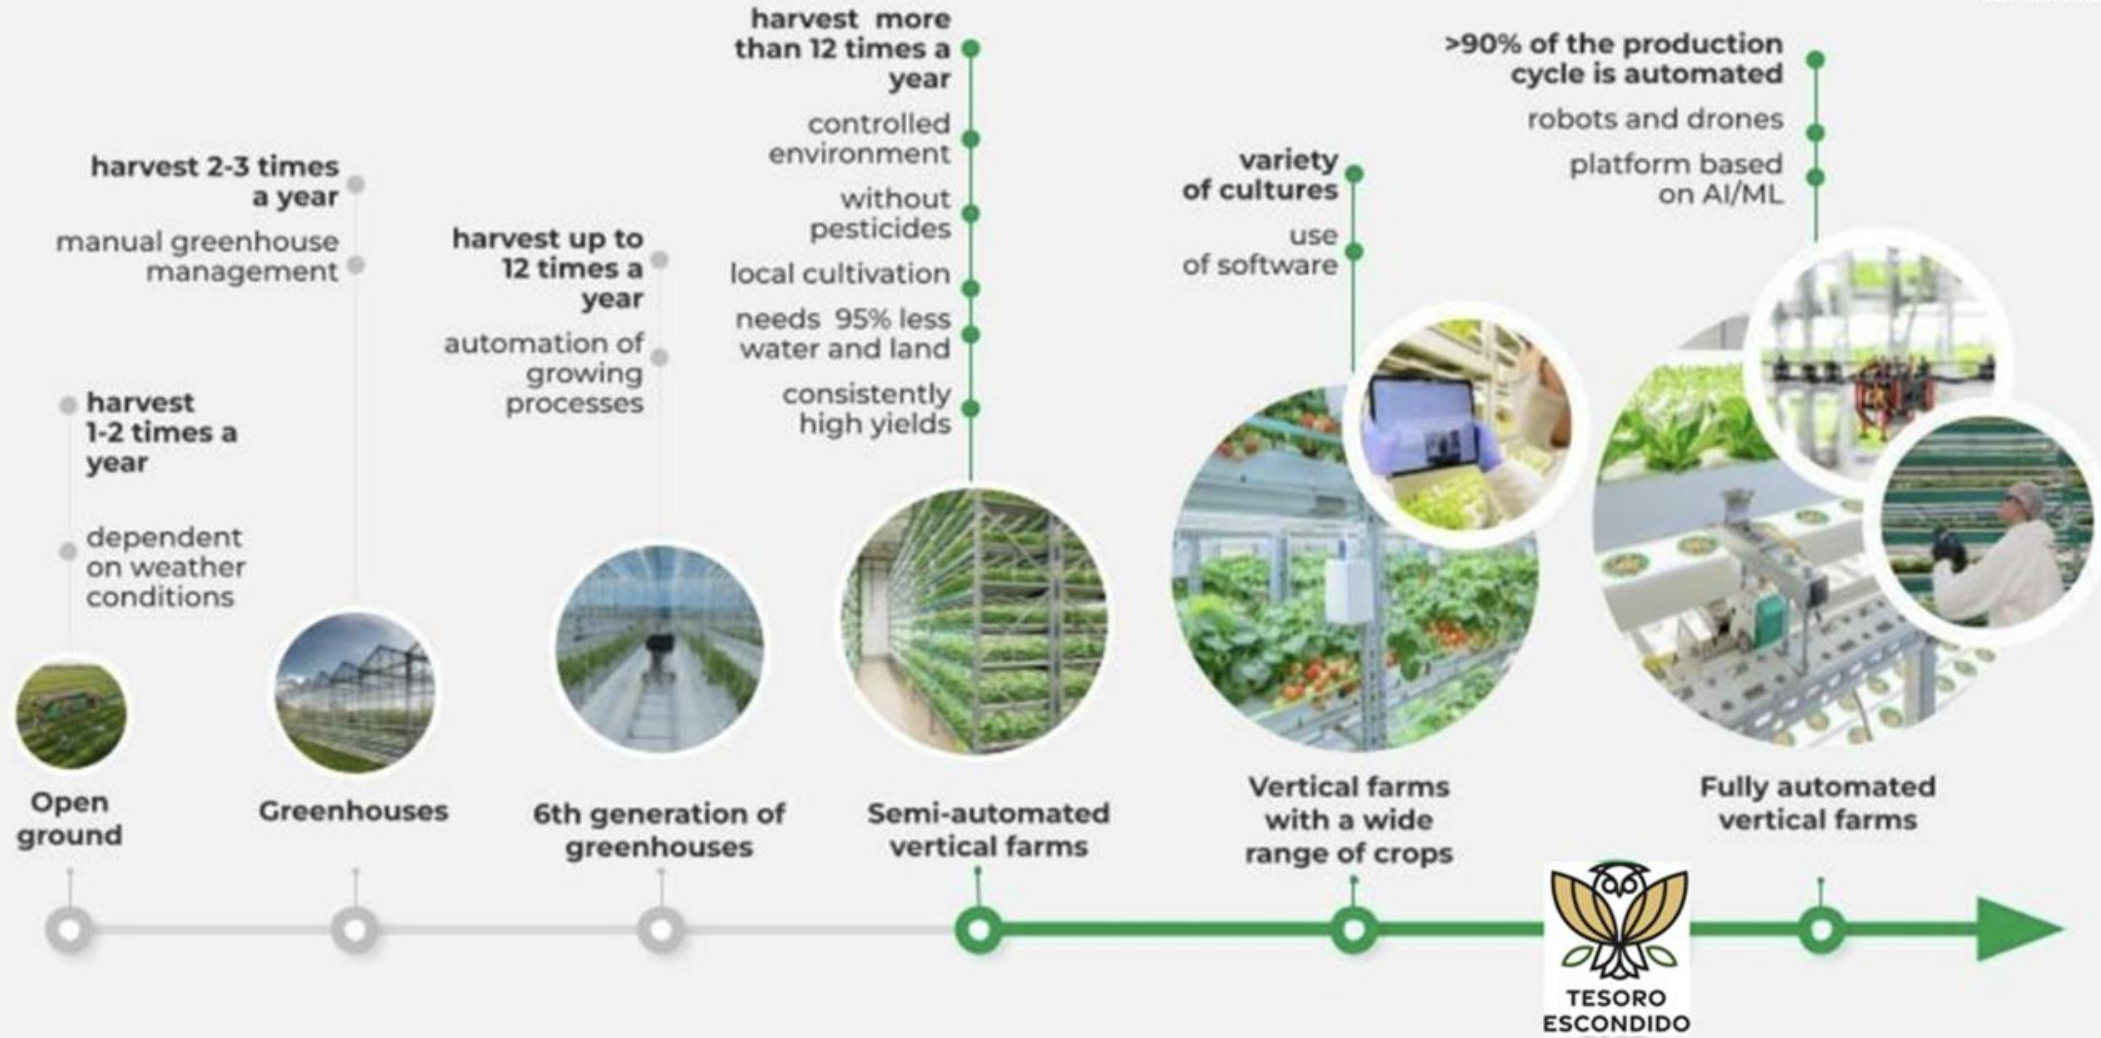 harvest
1-2 times a
year
dependent
on weather
conditions
Open
ground
harvest 2-3 times
a year
manual greenhouse
management
Greenhouses
harvest up to
12 times a
year
automation of
growing
processes
6th generation of
greenhouses
harvest more
than 12 times a
year
controlled
environment
without
pesticides
local cultivation
needs 95% less
water and land
consistently
high yields
Semi-automated
vertical farms
variety
of cultures
use
of software
Vertical farms
with a wide
range of crops
>90% of the production
cycle is automated
robots and drones
platform based
on AI/ML
Fully automated
vertical farms
TESORO
ESCONDIDO